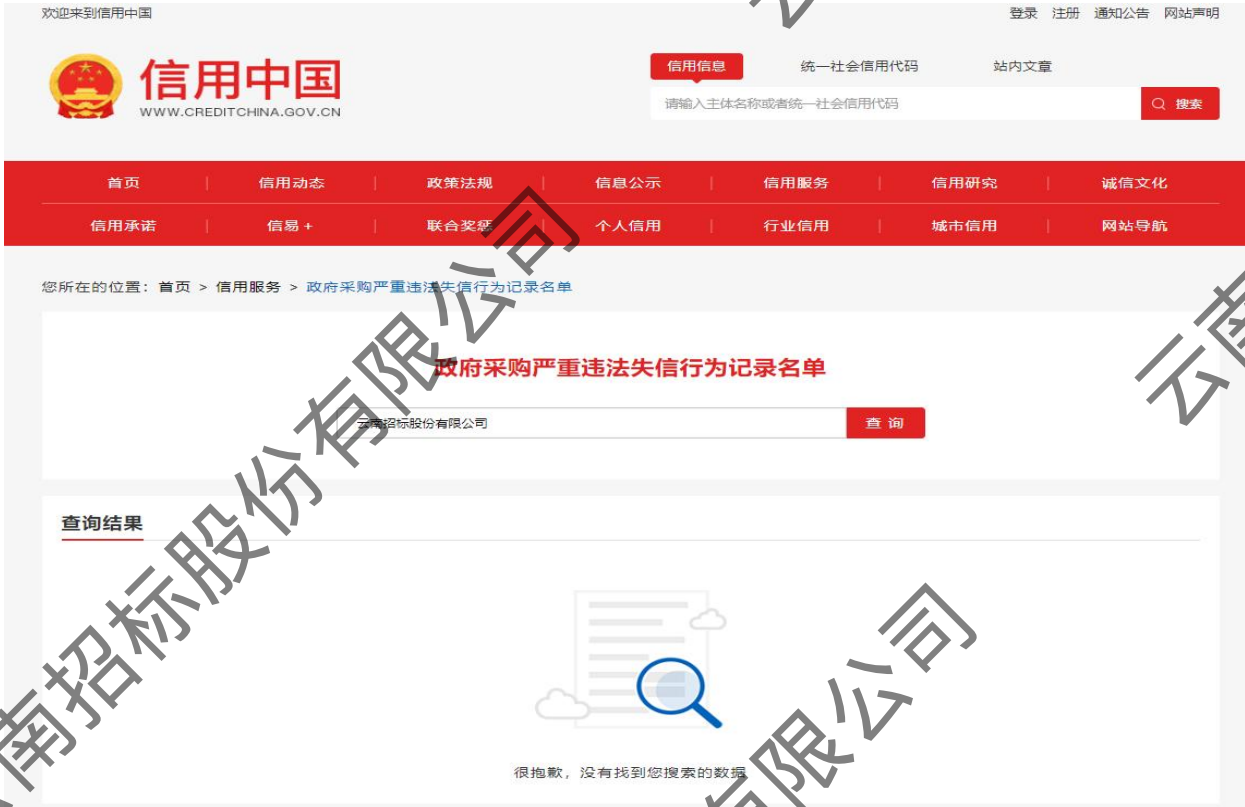 欢迎来到信用中国
登录 注册 通知公告 网站声明
信用中国
WWW.CREDITCHINA.GOV.CN
信用信息 统一社会信用代码 站内文章
请输入主体名称或者统一社会信用代码 搜索
首页 | 信用动态 | 政策法规 | 信息公示 | 信用服务 | 信用研究 | 诚信文化
信用承诺 | 信易+ | 联合奖惩 | 个人信用 | 行业信用 | 城市信用 | 网站导航
您所在的位置：首页 > 信用服务 > 政府采购严重违法失信行为记录名单
政府采购严重违法失信行为记录名单
云南招标股份有限公司 查询
查询结果
很抱歉，没有找到您搜索的数据
南招标股份有限公司
有限公司
云南